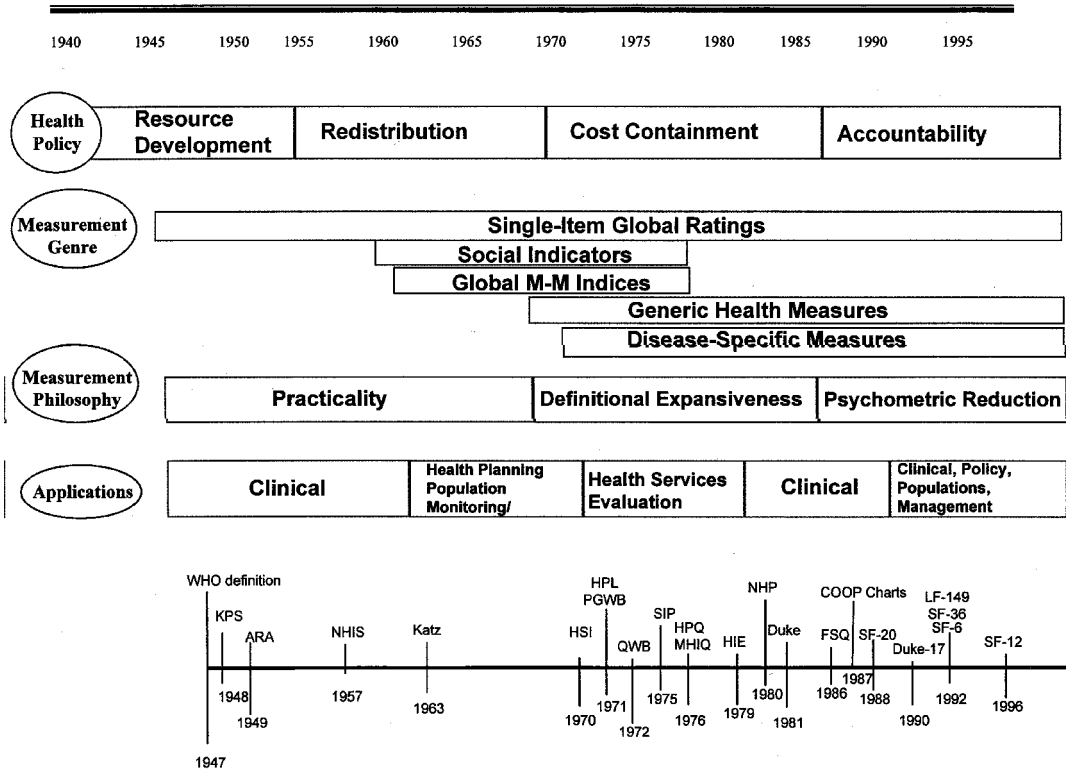 1940 1945 1950 1955 1960 1965 1970 1975 1980 1985 1990 1995
Health
Policy
Resource
Development
Redistribution
Cost Containment
Accountability
Measurement
Genre
Single-Item Global Ratings
Social Indicators
Global M-M Indices
Generic Health Measures
Disease-Specific Measures
Measurement
Philosophy
Practicality
Definitional Expansiveness
Psychometric Reduction
Applications
Clinical
Health Planning
Population
Monitoring/
Health Services
Evaluation
Clinical
Clinical, Policy,
Populations,
Management
WHO definition
KPS
ARA
NHIS
Katz
HSI
HPL
PGWB
QWB
SIP
HPQ
MHIQ
HIE
NHP
Duke
FSQ
COOP Charts
SF-20
Duke-17
LF-149
SF-36
SF-6
SF-12
1947
1948
1949
1957
1963
1970
1971
1972
1975
1976
1979
1980
1981
1986
1987
1988
1990
1992
1996